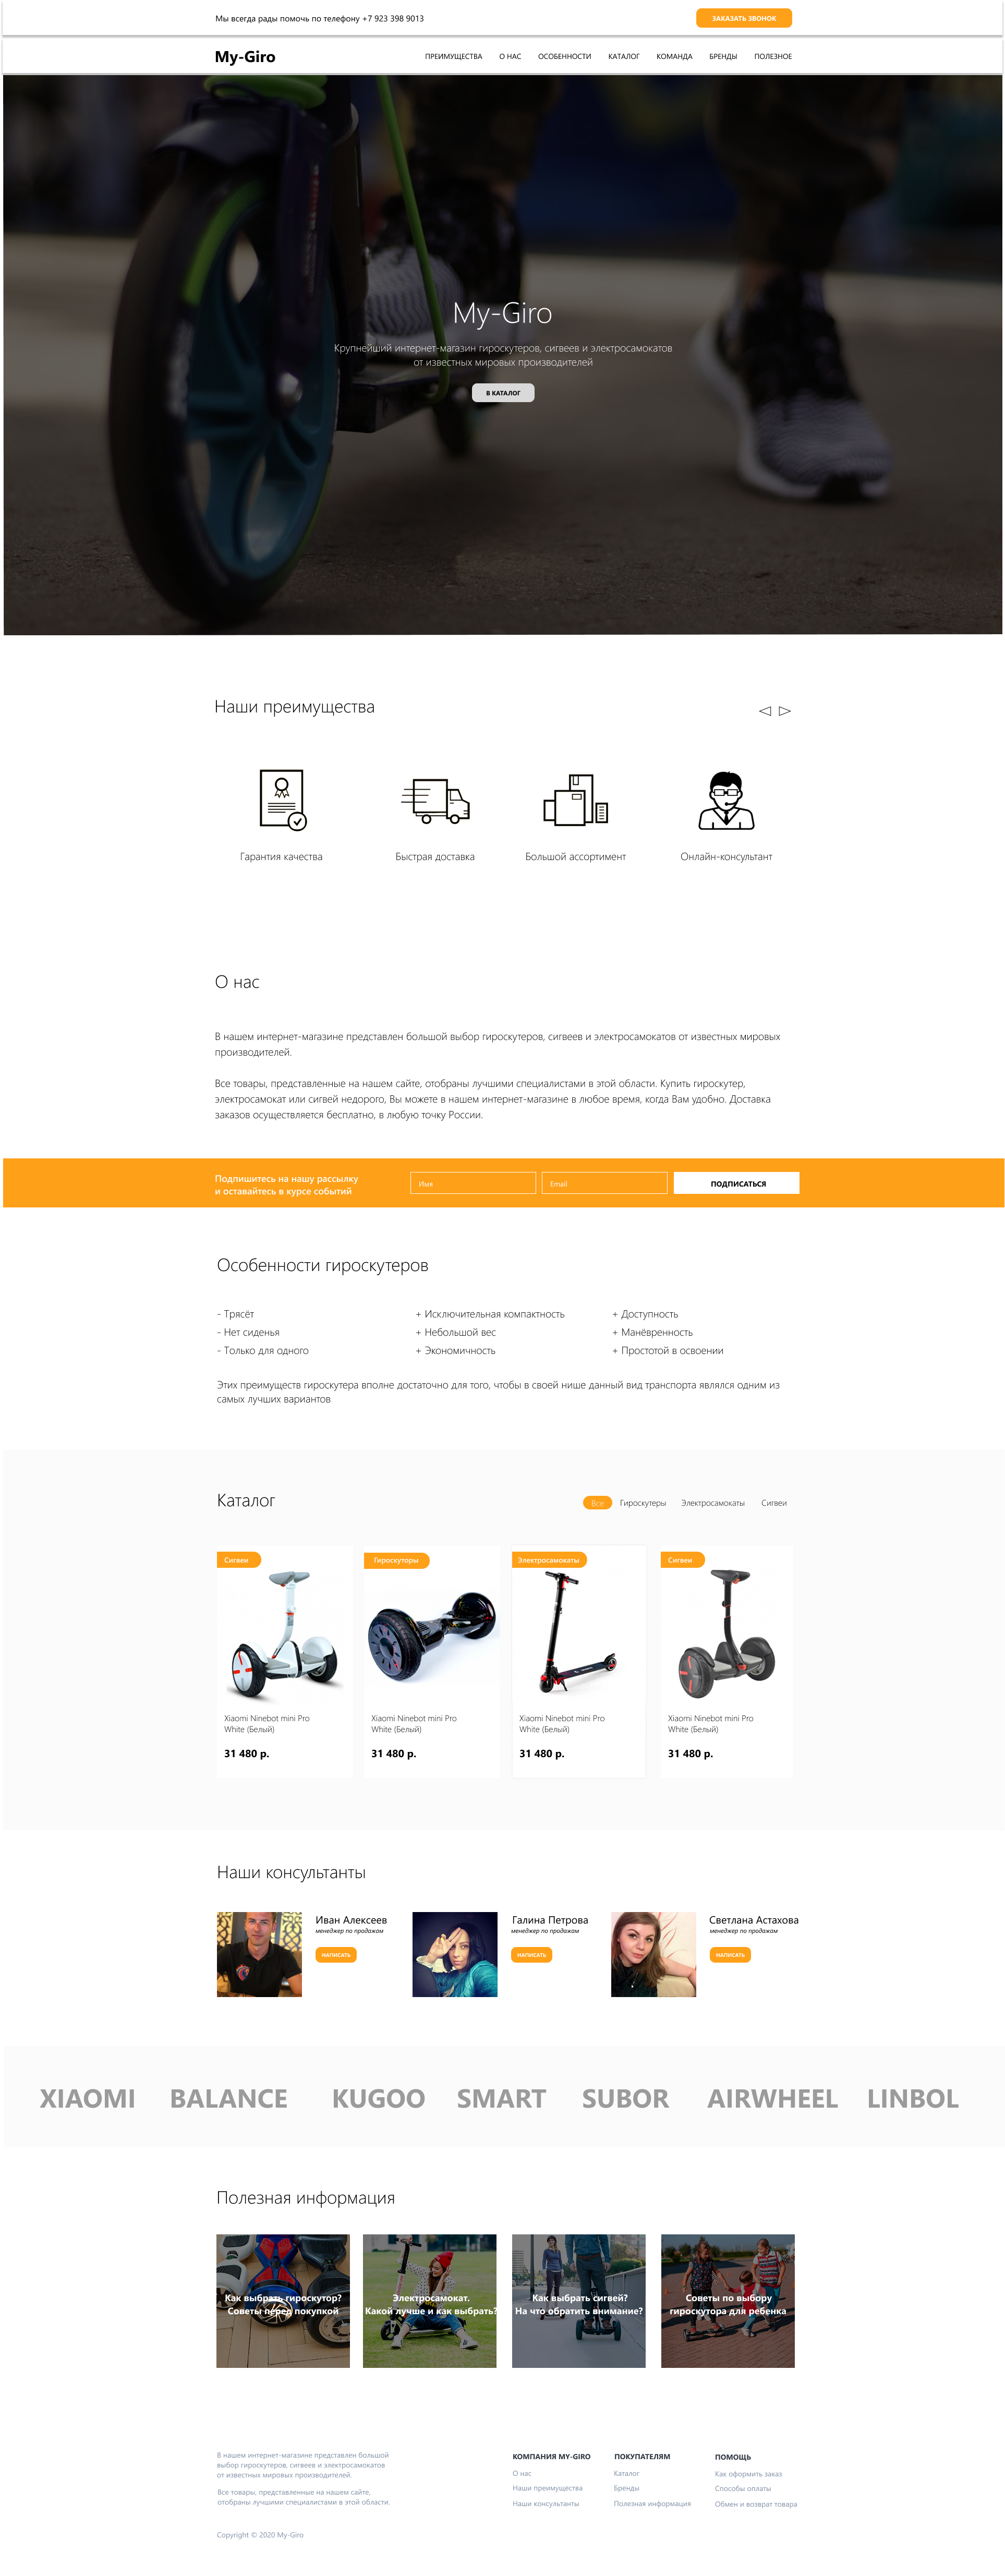 Мы всегда рады помочь по телефону +7 923 398 9013
ЗАКАЗАТЬ ЗВОНОК
My-Giro
ПРЕИМУЩЕСТВА
О НАС
ОСОБЕННОСТИ
КАТАЛОГ
КОМАНДА
БРЕНДЫ
ПОЛЕЗНОЕ
My-Giro
Крупнейший интернет-магазин гироскутеров, сигвеев и электросамокатов
от известных мировых производителей
В КАТАЛОГ
Наши преимущества
Гарантия качества
Быстрая доставка
Большой ассортимент
Онлайн-консультант
О нас
В нашем интернет-магазине представлен большой выбор гироскутеров, сигвеев и электросамокатов от известных мировых
производителей.
Все товары, представленные на нашем сайте, отобраны лучшими специалистами в этой области. Купить гироскутер,
электросамокат или сигвей недорого, Вы можете в нашем интернет-магазине в любое время, когда Вам удобно. Доставка
заказов осуществляется бесплатно, в любую точку России.
Подпишитесь на нашу рассылку
и оставайтесь в курсе событий
Имя
Email
ПОДПИСАТЬСЯ
Особенности гироскутеров
- Трясёт
- Нет сиденья
- Только для одного
+ Исключительная компактность
+ Небольшой вес
+ Экономичность
+ Доступность
+ Манёвренность
+ Простотой в освоении
Этих преимуществ гироскутера вполне достаточно для того, чтобы в своей нише данный вид транспорта являлся одним из
самых лучших вариантов
Каталог
Все
Гироскутеры
Электросамокаты
Сигвеи
Сигвеи
Xiaomi Ninebot mini Pro
White (Белый)
31 480 р.
Гироскуторы
Xiaomi Ninebot mini Pro
White (Белый)
31 480 р.
Электросамокаты
Xiaomi Ninebot mini Pro
White (Белый)
31 480 р.
Сигвеи
Xiaomi Ninebot mini Pro
White (Белый)
31 480 р.
Наши консультанты
Иван Алексеев
менеджер по продажам
НАПИСАТЬ
Галина Петрова
менеджер по продажам
НАПИСАТЬ
Светлана Астахова
менеджер по продажам
НАПИСАТЬ
XIAOMI
BALANCE
KUGOO
SMART
SUBOR
AIRWHEEL
LINBOL
Полезная информация
Как выбрать гироскутор?
Советы перед покупкой
Электросамокат.
Какой лучше и как выбрать?
Как выбрать сигвей?
На что обратить внимание?
Советы по выбору
гироскутора для ребенка
В нашем интернет-магазине представлен большой
выбор гироскутеров, сигвеев и электросамокатов
от известных мировых производителей.
Все товары, представленные на нашем сайте,
отобраны лучшими специалистами в этой области.
Copyright © 2020 My-Giro
КОМПАНИЯ MY-GIRO
О нас
Наши преимущества
Наши консультанты
ПОКУПАТЕЛЯМ
Каталог
Бренды
Полезная информация
ПОМОЩЬ
Как оформить заказ
Способы оплаты
Обмен и возврат товара